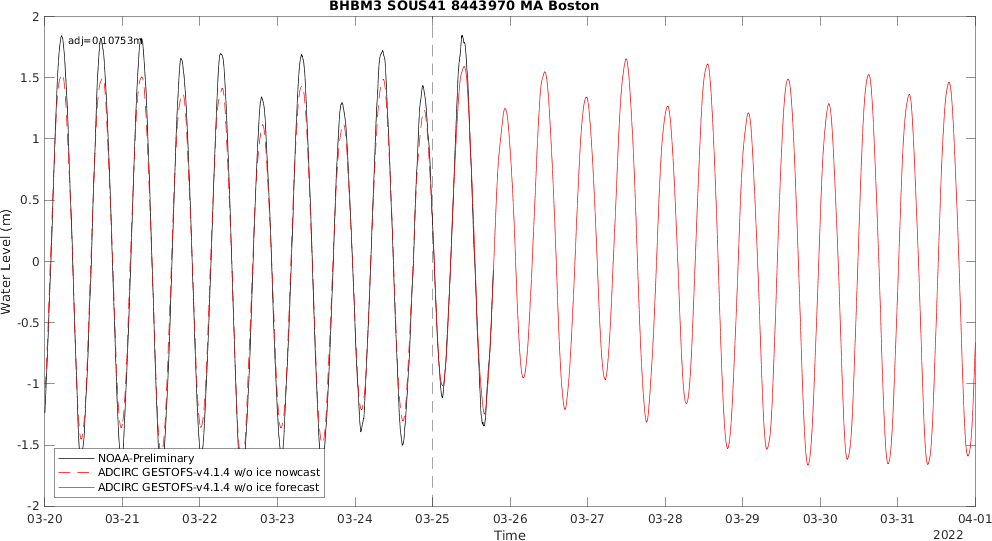 BHBM3 SOUS41 8443970 MA Boston
adj=0.10753m
2
1.5
1
0.5
0
-0.5
-1
-1.5
-2
Water Level (m)
NOAA-Preliminary
ADCIRC GESTOFS-v4.1.4 w/o ice nowcast
ADCIRC GESTOFS-v4.1.4 w/o ice forecast
03-20 03-21 03-22 03-23 03-24 03-25 03-26 03-27 03-28 03-29 03-30 03-31 04-01
Time
2022